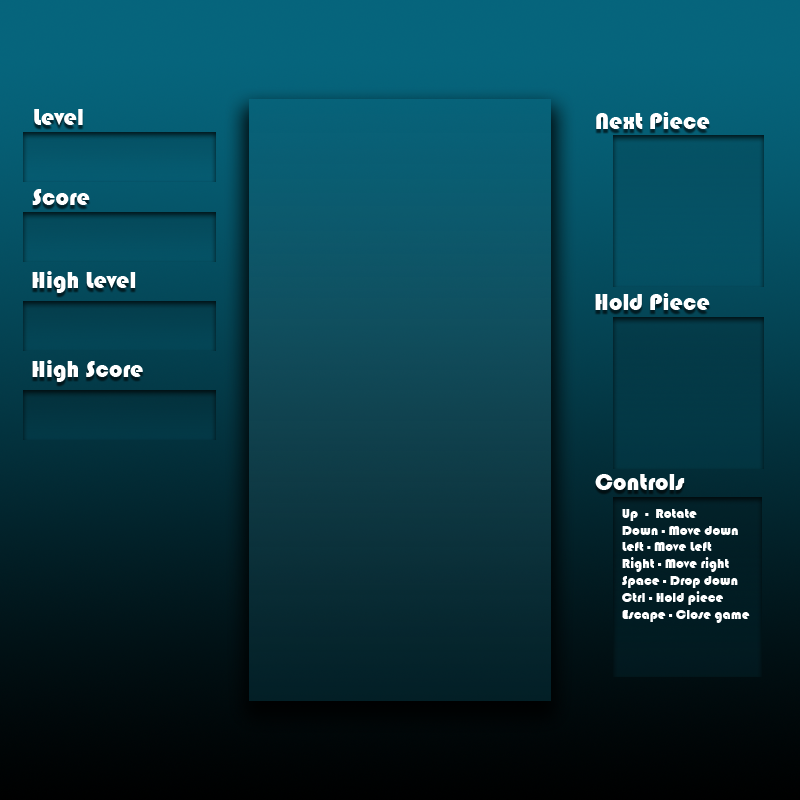 Level
Score
High Level
High Score
Next Piece
Hold Piece
Controls
Up - Rotate
Down - Move down
Left - Move Left
Right - Move right
Space - Drop down
Ctrl - Hold piece
Escape - Close game